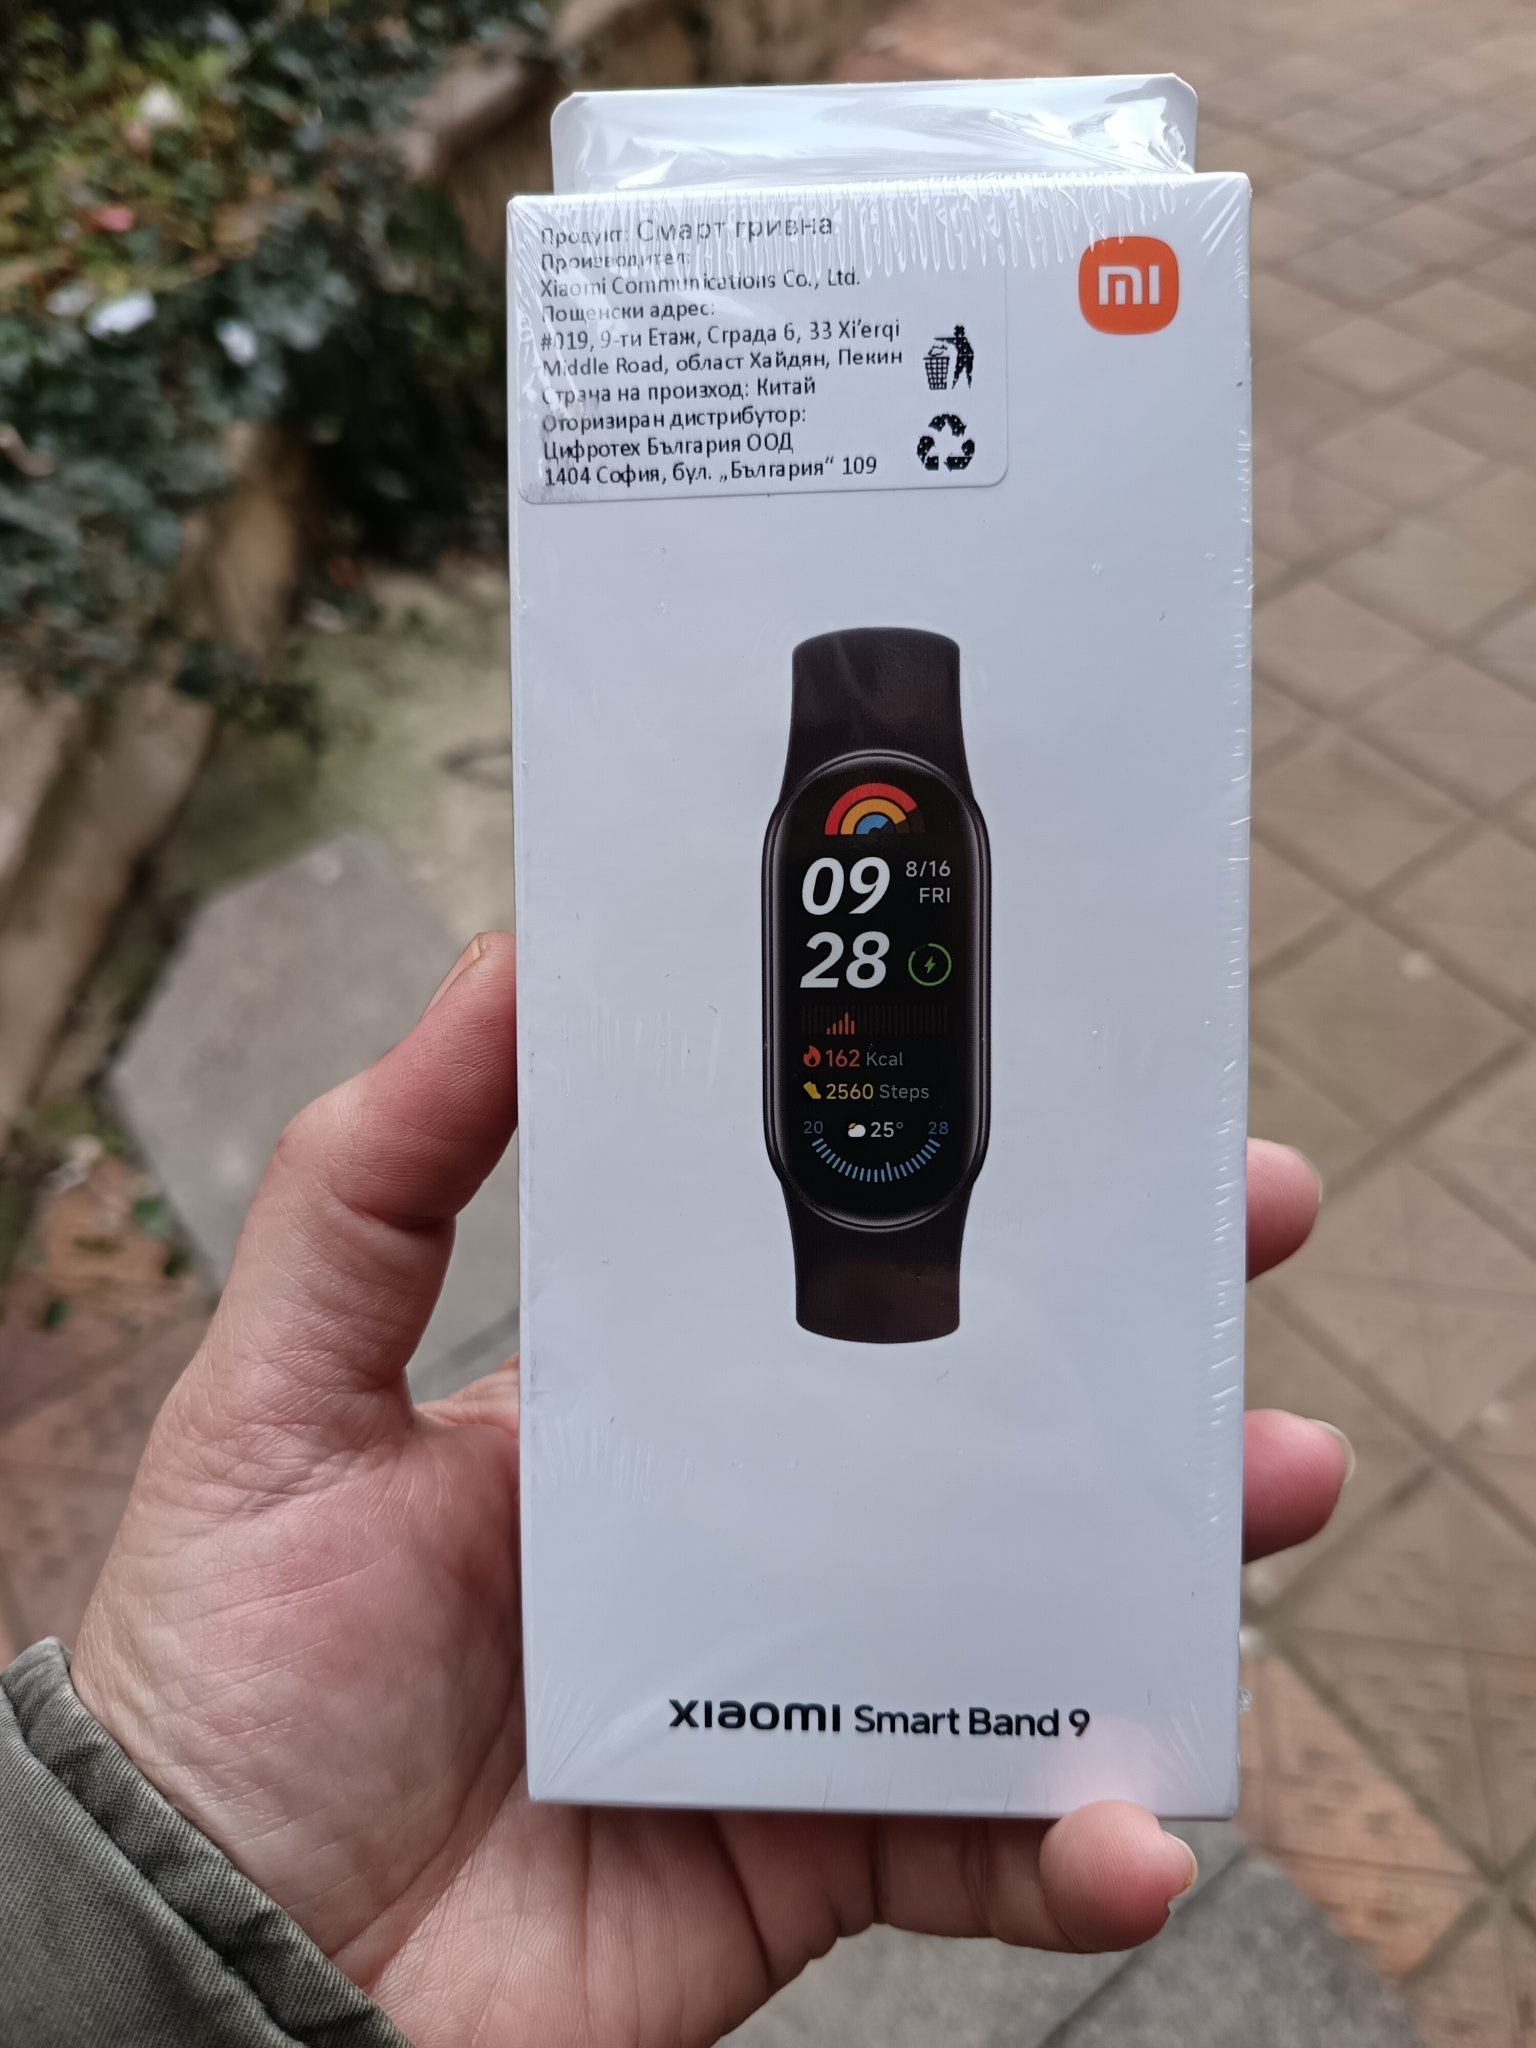 Продукт: Смарт гривна
Производител:
Xiaomi Communications Co., Ltd.
Пощенски адрес:
#019, 9-ти Етаж, Сграда 6, 33 Xi'erqi
Middle Road, област Хайдян, Пекин
Страна на произход: Китай
Оторизиран дистрибутор:
Цифротех България ООД
1404 София, бул. „България“ 109
mi
09
8/16
FRI
28
162 Kcal
2560 Steps
20
25°
28
xiaomi Smart Band 9